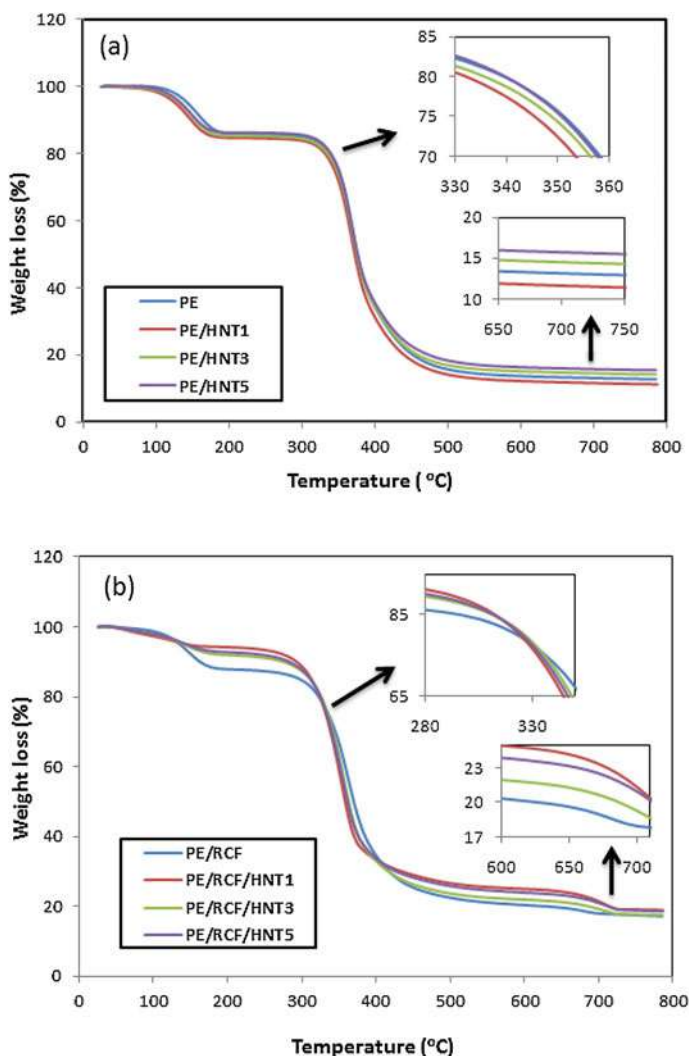 (a)
120
100
80
60
40
20
0
Weight loss (%)
0 100 200 300 400 500 600 700 800
Temperature ( °C)
PE
PE/HNT1
PE/HNT3
PE/HNT5
85
80
75
70
330 340 350 360
20
15
10
650 700 750
(b)
120
100
80
60
40
20
0
Weight loss (%)
0 100 200 300 400 500 600 700 800
Temperature (°C)
PE/RCF
PE/RCF/HNT1
PE/RCF/HNT3
PE/RCF/HNT5
85
65
280 330
23
20
17
600 650 700